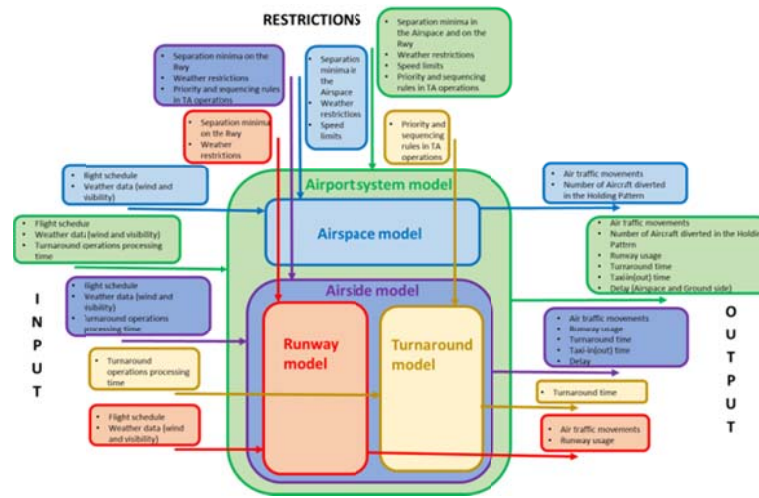 RESTRICTIONS
• Separation minima in
the Airspace and on the
Rwy
• Weather restrictions
• Speed limits
• Priority and sequencing
rules in TA operations
• Separation minima on the
Rwy
• Weather restrictions
• Priority and sequencing rules
in TA operations
• Separation
minima in
the
Airspace
• Weather
restrictions
• Speed
limits
• Separation minima
on the Rwy
• Weather
restrictions
• Priority and
sequencing
rules in TA
operations
INPUT
• Flight schedule
• Weather data (wind and
visibility)
• Flight schedule
• Weather data (wind and visibility)
• Turnaround operations processing
time
• Flight schedule
• Weather data (wind and
visibility)
• Turnaround operations
processing time
• Turnaround
operations processing
time
• Flight schedule
• Weather data (wind
and visibility)
Airport system model
Airspace model
Airside model
Runway
model
Turnaround
model
• Air traffic movements
• Number of Aircraft diverted
in the Holding Pattern
• Air traffic movements
• Number of Aircraft diverted in the Holding
Pattern
• Runway usage
• Turnaround time
• Taxi-in(out) time
• Delay (Airspace and Ground side)
• Air traffic movements
• Runway usage
• Turnaround time
• Taxi-in(out) time
• Delay
• Turnaround time
• Air traffic movements
• Runway usage
OUTPUT